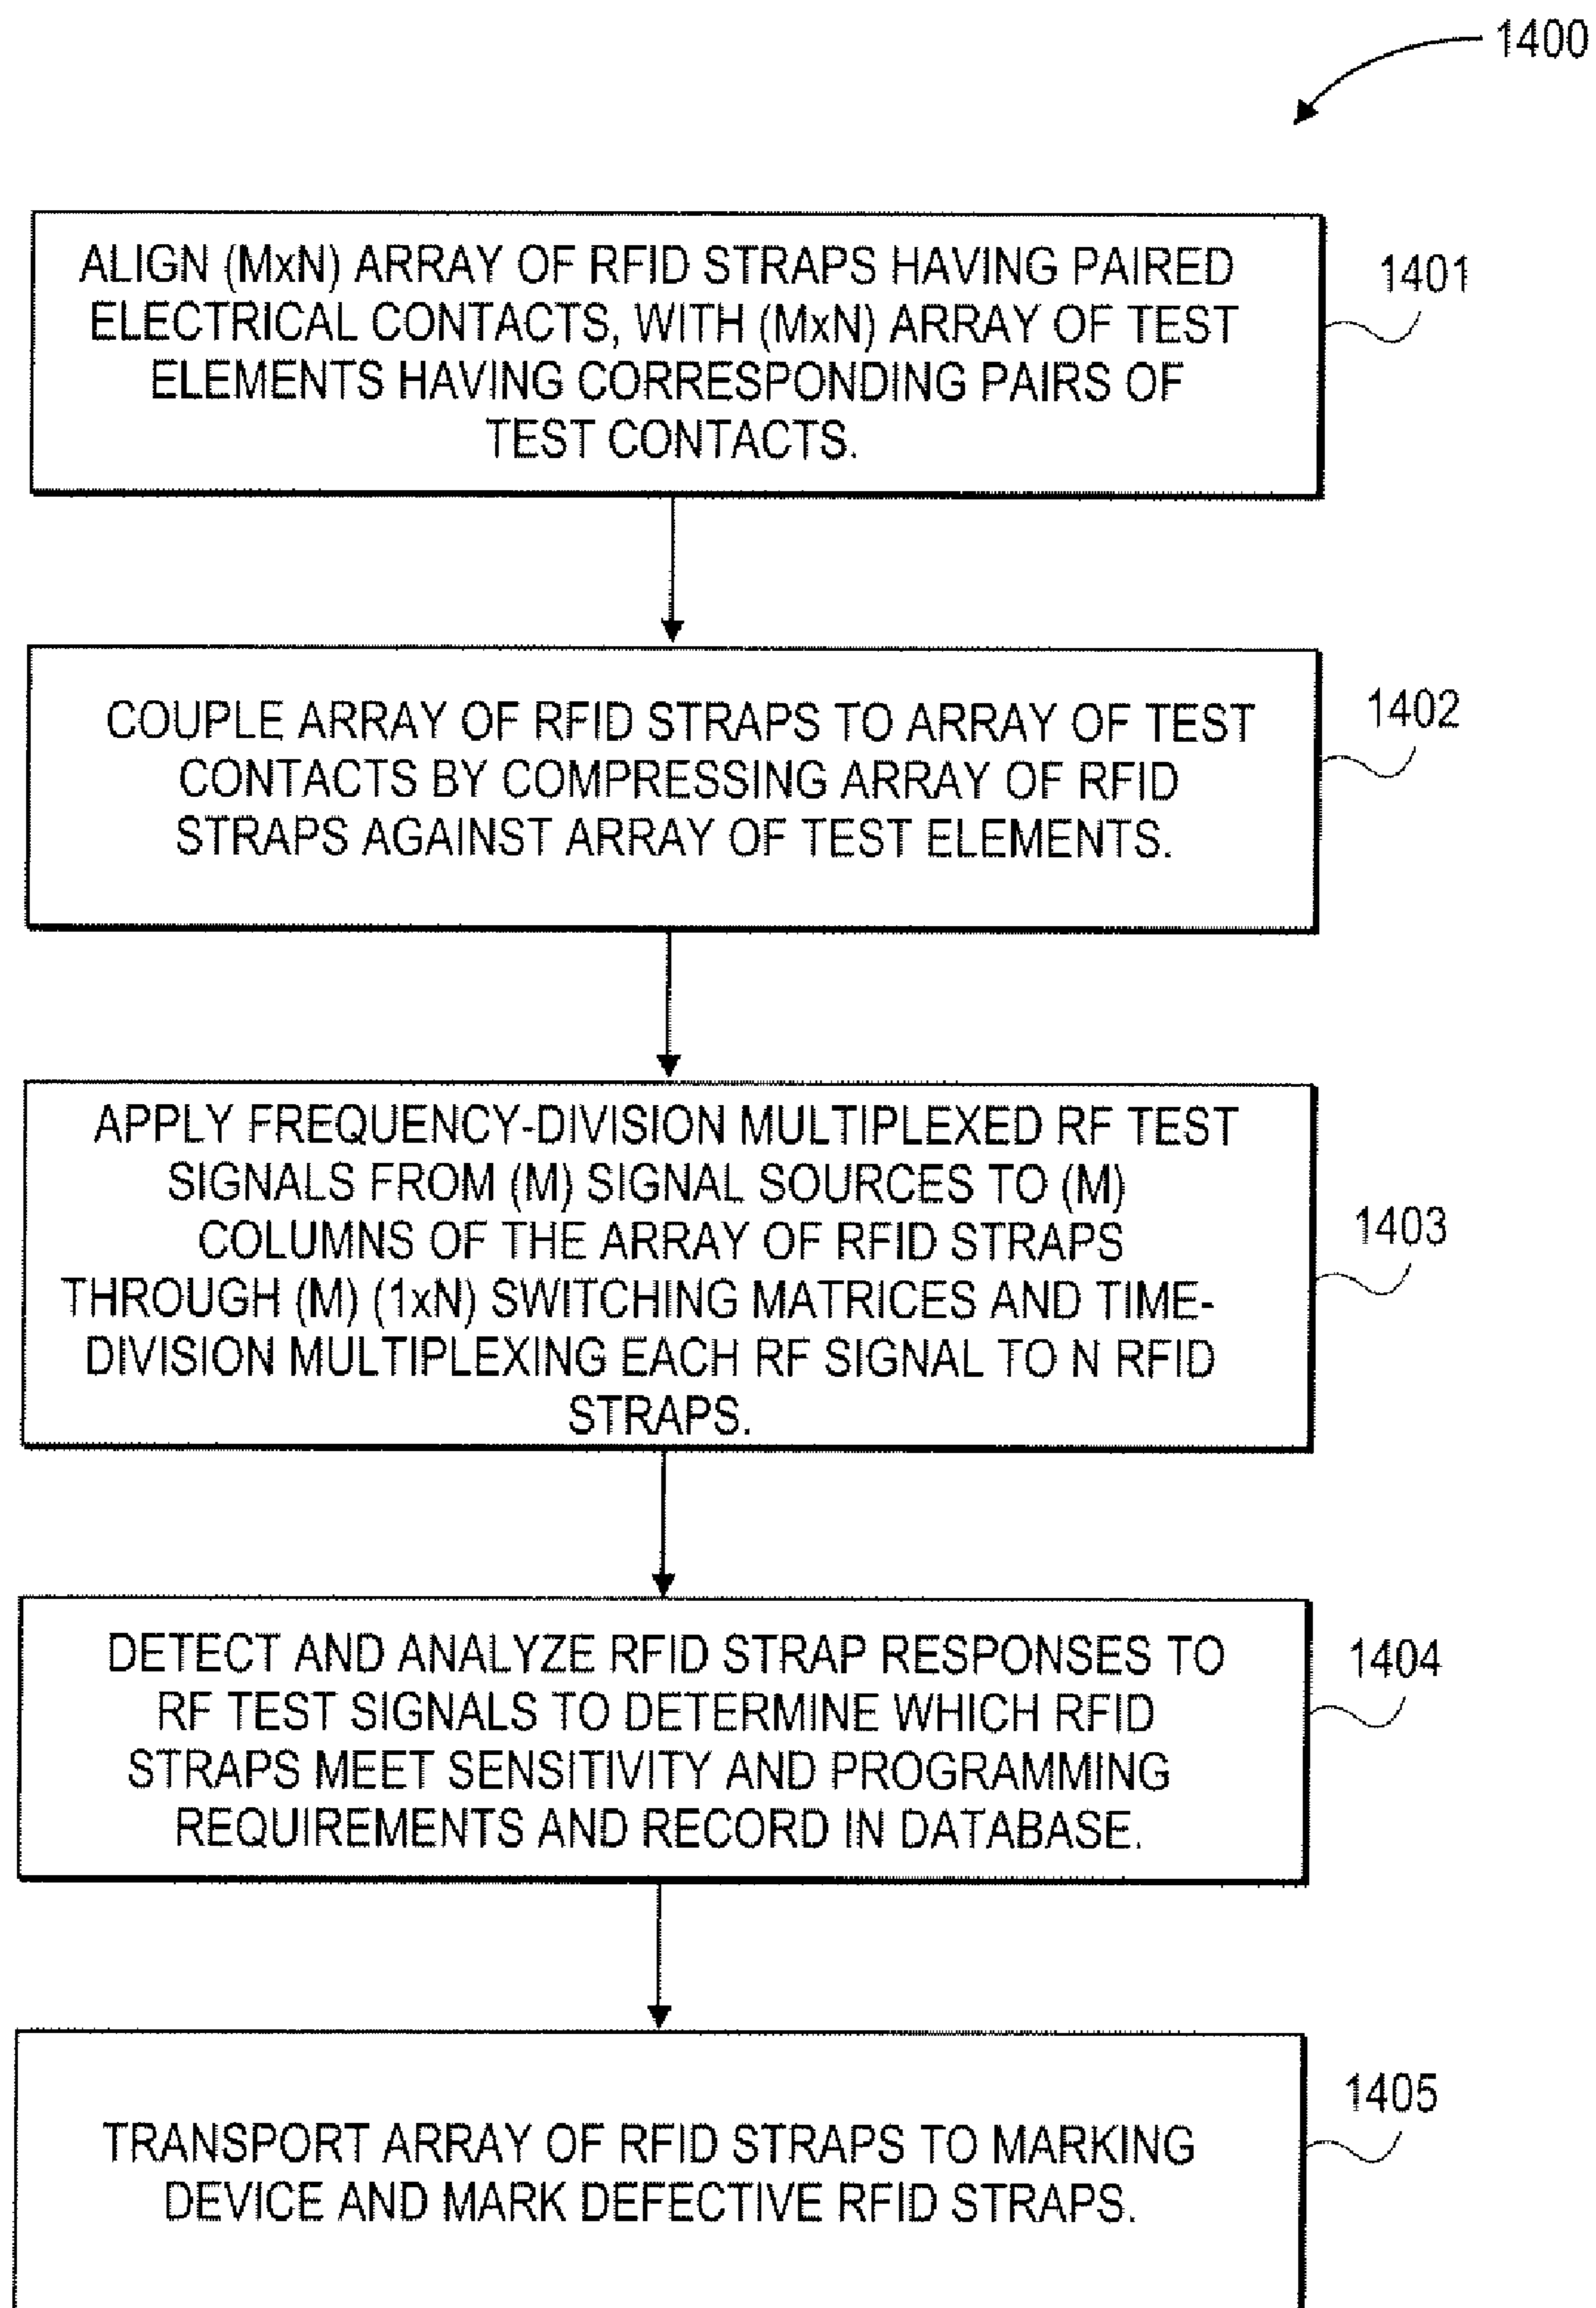 1400
ALIGN (MxN) ARRAY OF RFID STRAPS HAVING PAIRED
ELECTRICAL CONTACTS, WITH (MxN) ARRAY OF TEST
ELEMENTS HAVING CORRESPONDING PAIRS OF
TEST CONTACTS.
1401
COUPLE ARRAY OF RFID STRAPS TO ARRAY OF TEST
CONTACTS BY COMPRESSING ARRAY OF RFID
STRAPS AGAINST ARRAY OF TEST ELEMENTS.
1402
APPLY FREQUENCY-DIVISION MULTIPLEXED RF TEST
SIGNALS FROM (M) SIGNAL SOURCES TO (M)
COLUMNS OF THE ARRAY OF RFID STRAPS
THROUGH (M) (1xN) SWITCHING MATRICES AND TIME-
DIVISION MULTIPLEXING EACH RF SIGNAL TO N RFID
STRAPS.
1403
DETECT AND ANALYZE RFID STRAP RESPONSES TO
RF TEST SIGNALS TO DETERMINE WHICH RFID
STRAPS MEET SENSITIVITY AND PROGRAMMING
REQUIREMENTS AND RECORD IN DATABASE.
1404
TRANSPORT ARRAY OF RFID STRAPS TO MARKING
DEVICE AND MARK DEFECTIVE RFID STRAPS.
1405